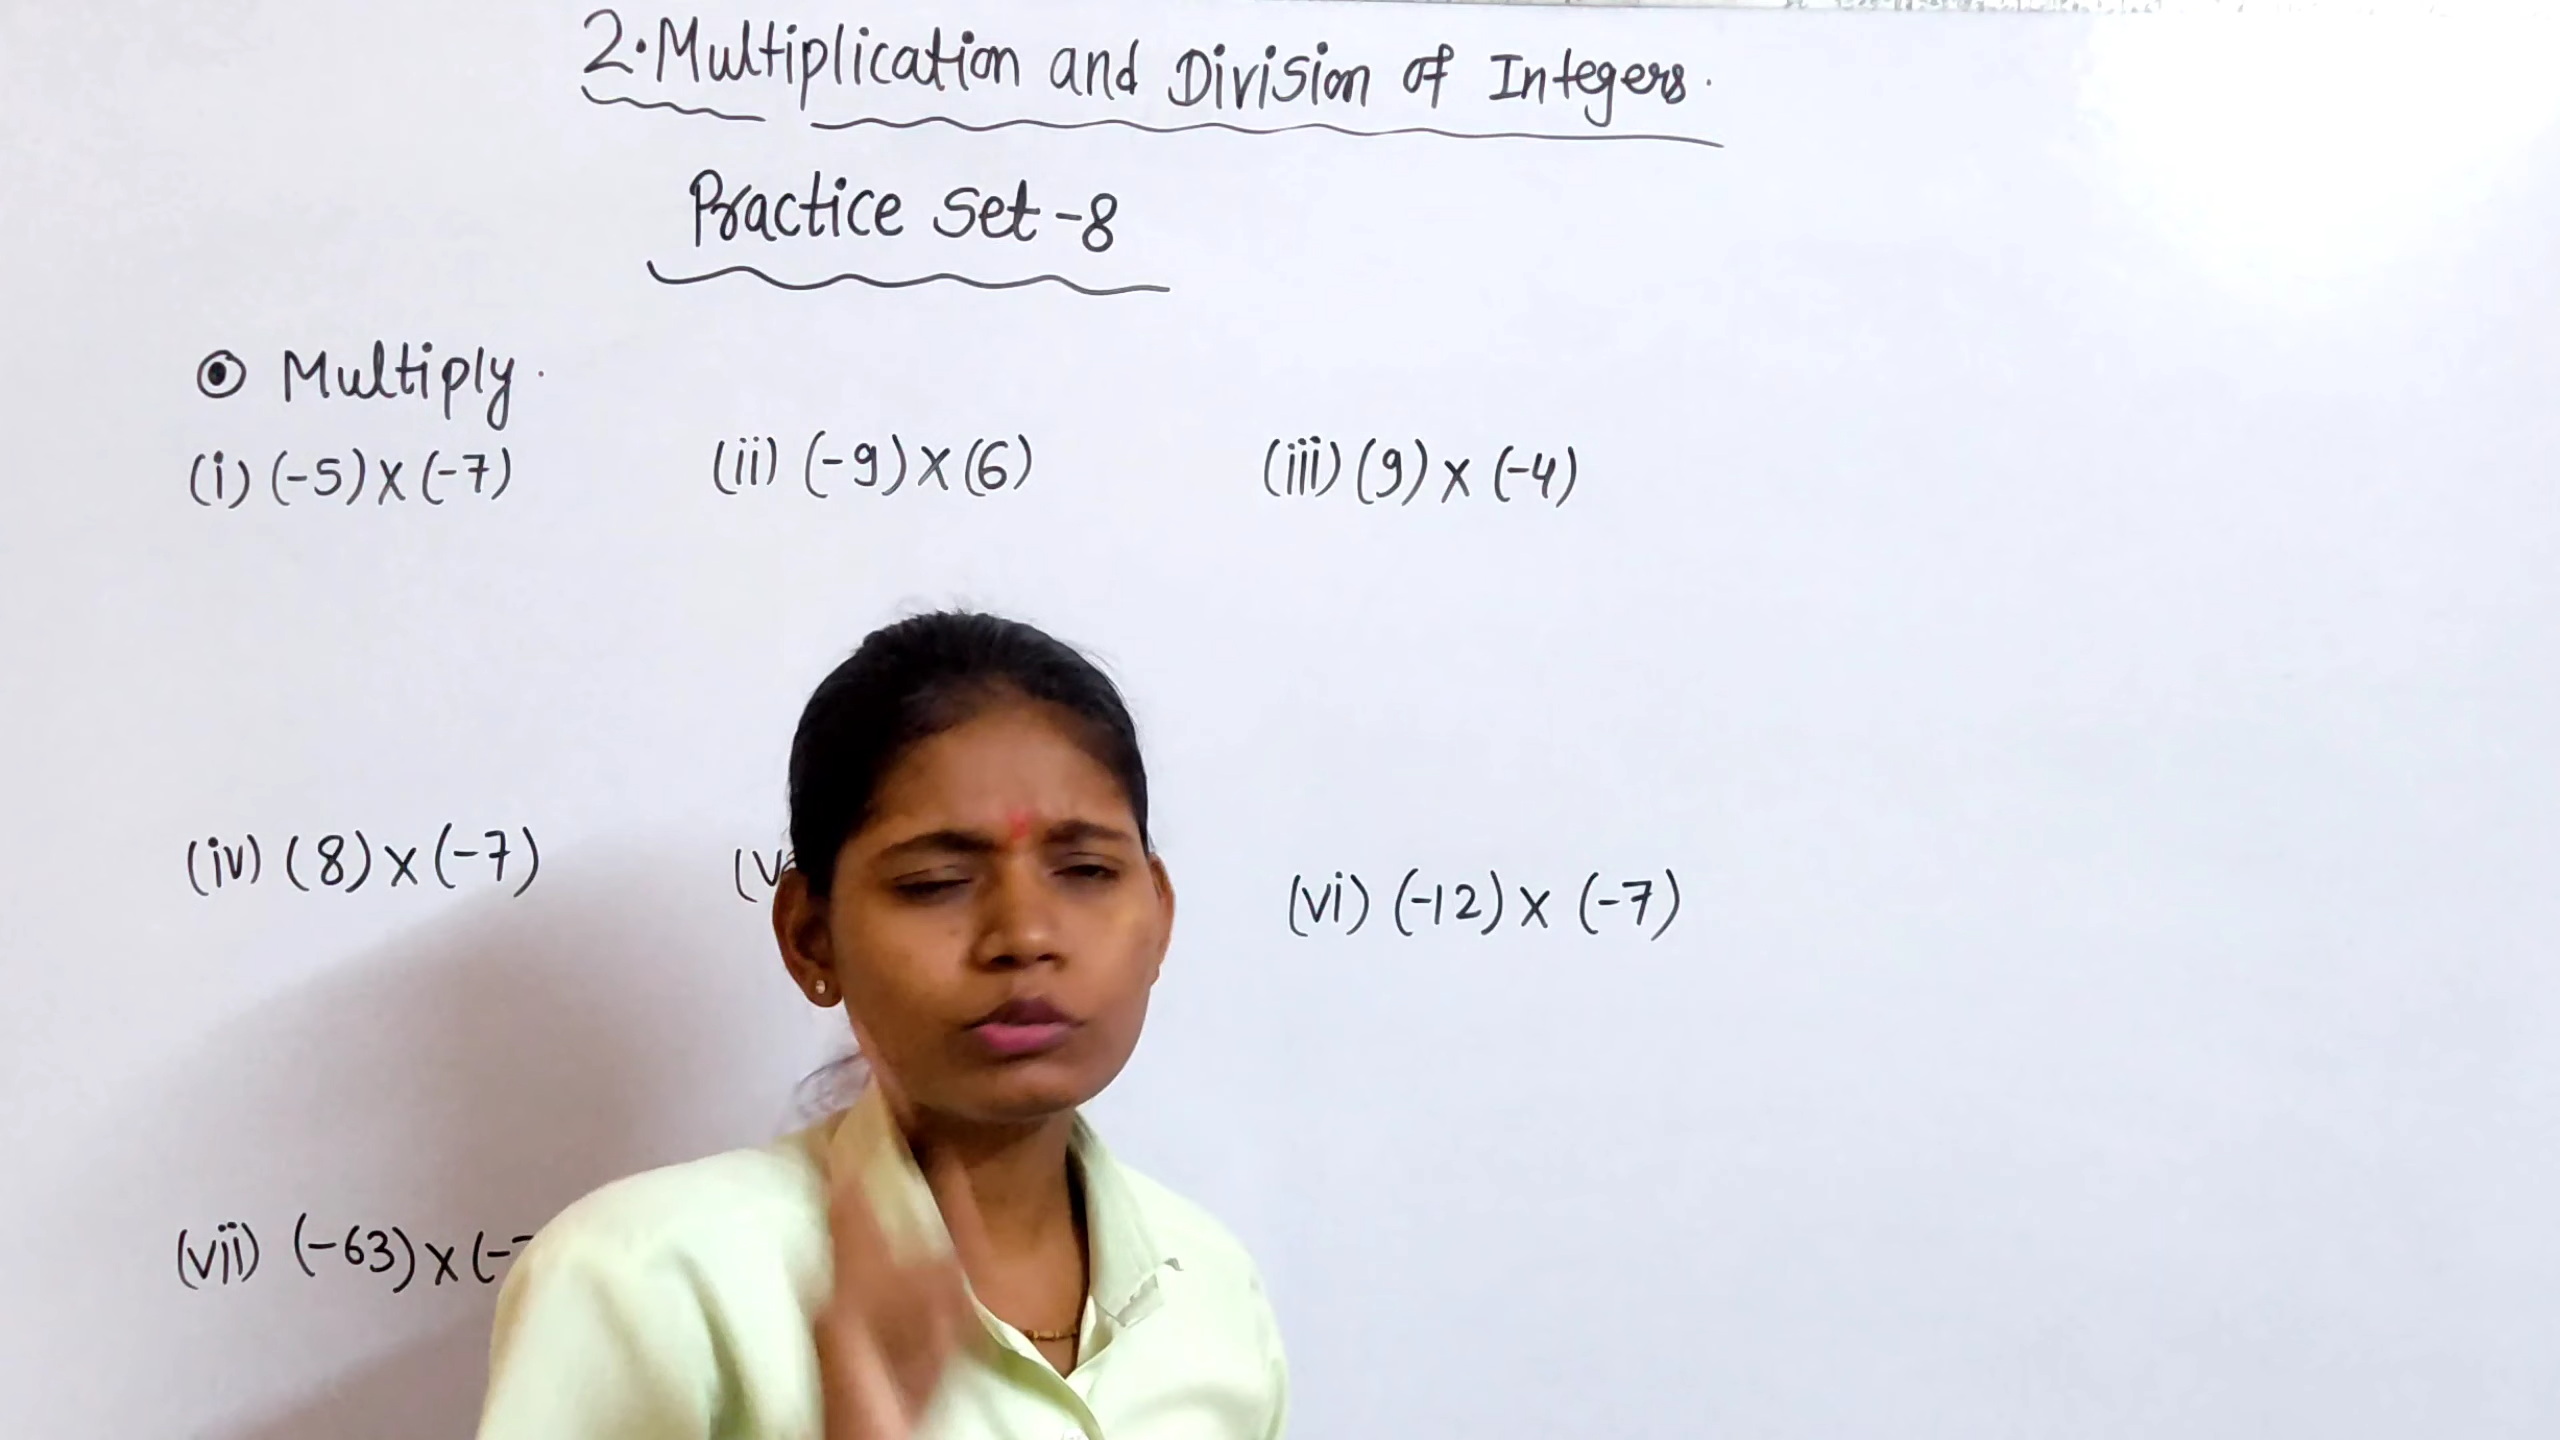 2. Multiplication and Division of Integers.
Practice Set-8
Multiply.
(i) (-5) x (-7) (ii) (-9) x (6) (iii) (9) x (-4)
(iv) (8) x (-7) (vi) (-12) x (-7)
(vii) (-63) x (-